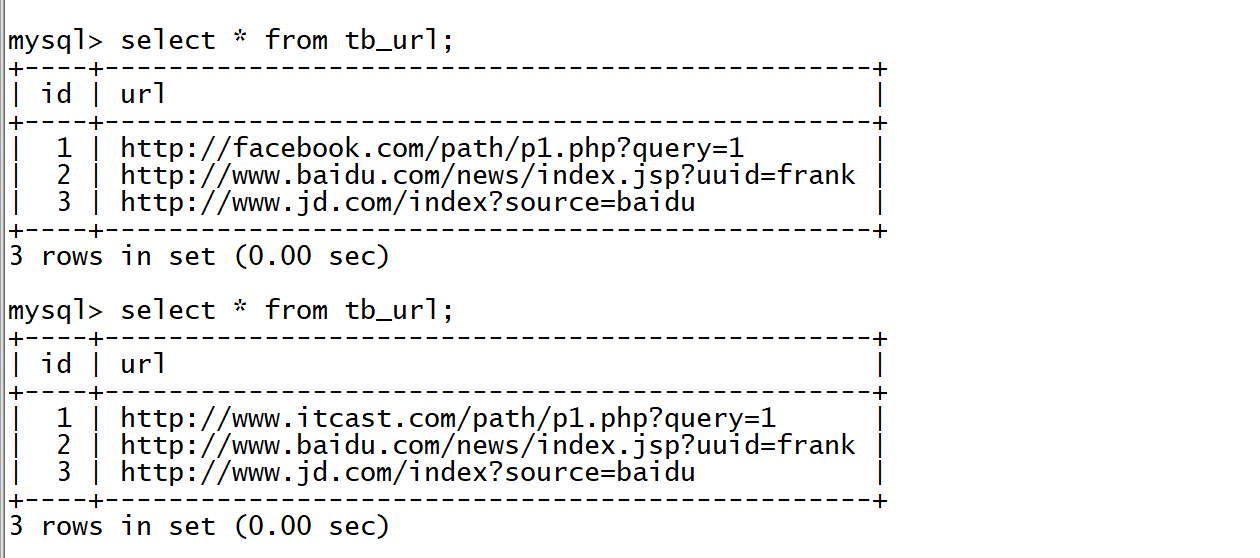 mysql> select * from tb_url;
+----+------------------------------------------------+
| id | url                                            |
+----+------------------------------------------------+
|  1 | http://facebook.com/path/p1.php?query=1        |
|  2 | http://www.baidu.com/news/index.jsp?uuid=frank |
|  3 | http://www.jd.com/index?source=baidu           |
+----+------------------------------------------------+
3 rows in set (0.00 sec)
mysql> select * from tb_url;
+----+------------------------------------------------+
| id | url                                            |
+----+------------------------------------------------+
|  1 | http://www.itcast.com/path/p1.php?query=1      |
|  2 | http://www.baidu.com/news/index.jsp?uuid=frank |
|  3 | http://www.jd.com/index?source=baidu           |
+----+------------------------------------------------+
3 rows in set (0.00 sec)